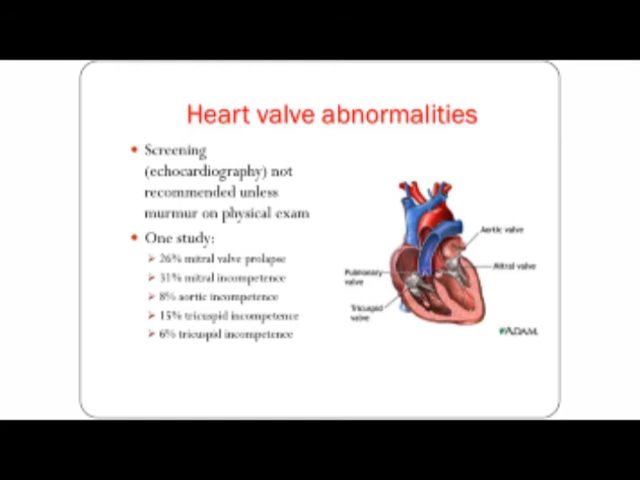 Heart valve abnormalities
Screening
(echocardiography) not
recommended unless
murmur on physical exam
One study:
26% mitral valve prolapse
31% mitral incompetence
8% aortic incompetence
15% tricuspid incompetence
6% tricuspid incompetence
Aortic valve
Mitral valve
Pulmonary
valve
Tricuspid
valve
ADAM.